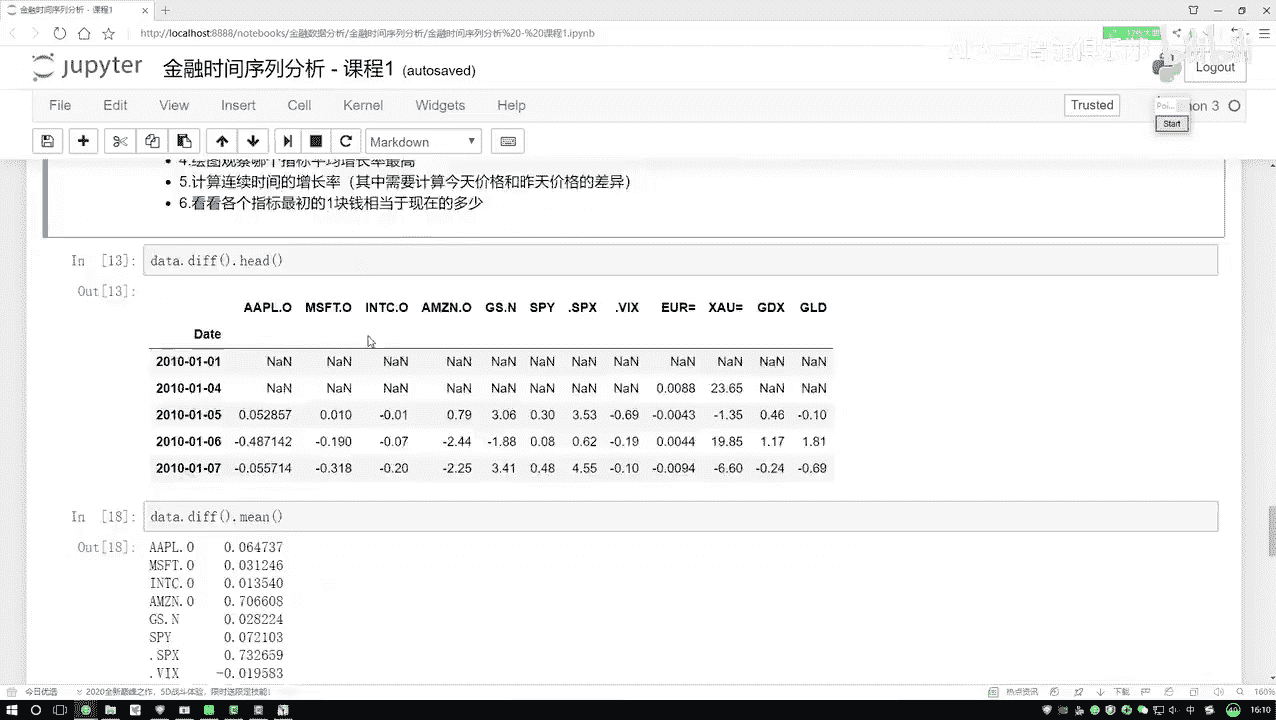 金融时间序列分析 - 课程1
http://localhost:8888/notebooks/金融数据分析/金融时间序列分析/金融时间序列分析%20-%20课程1.ipynb
jupyter 金融时间序列分析 - 课程1 (autosaved)
Logout
File Edit View Insert Cell Kernel Widgets Help
Trusted
Poi... hon 3
Start
Markdown
• 4.绘图观察哪个指标平均增长率最高
• 5.计算连续时间的增长率（其中需要计算今天价格和昨天价格的差异）
• 6.看看各个指标最初的1块钱相当于现在的多少
In [13]: data.diff().head()
Out[13]:
AAPL.O MSFT.O INTC.O AMZN.O GS.N SPY .SPX .VIX EUR= XAU= GDX GLD
Date
2010-01-01 NaN NaN NaN NaN NaN NaN NaN NaN NaN NaN NaN NaN
2010-01-04 NaN NaN NaN NaN NaN NaN NaN NaN 0.0088 23.65 NaN NaN
2010-01-05 0.052857 0.010 -0.01 0.79 3.06 0.30 3.53 -0.69 -0.0043 -1.35 0.46 -0.10
2010-01-06 -0.487142 -0.190 -0.07 -2.44 -1.88 0.08 0.62 -0.19 0.0044 19.85 1.17 1.81
2010-01-07 -0.055714 -0.318 -0.20 -2.25 3.41 0.48 4.55 -0.10 -0.0094 -6.60 -0.24 -0.69
In [18]: data.diff().mean()
Out[18]: AAPL.O 0.064737
MSFT.O 0.031246
INTC.O 0.013540
AMZN.O 0.706608
GS.N 0.028224
SPY 0.072103
.SPX 0.732659
.VIX -0.019583
今日优选 2020全新巅峰之作，5D战斗体验，限时送限定技能! 热点资讯 下载 160%
中 16:10